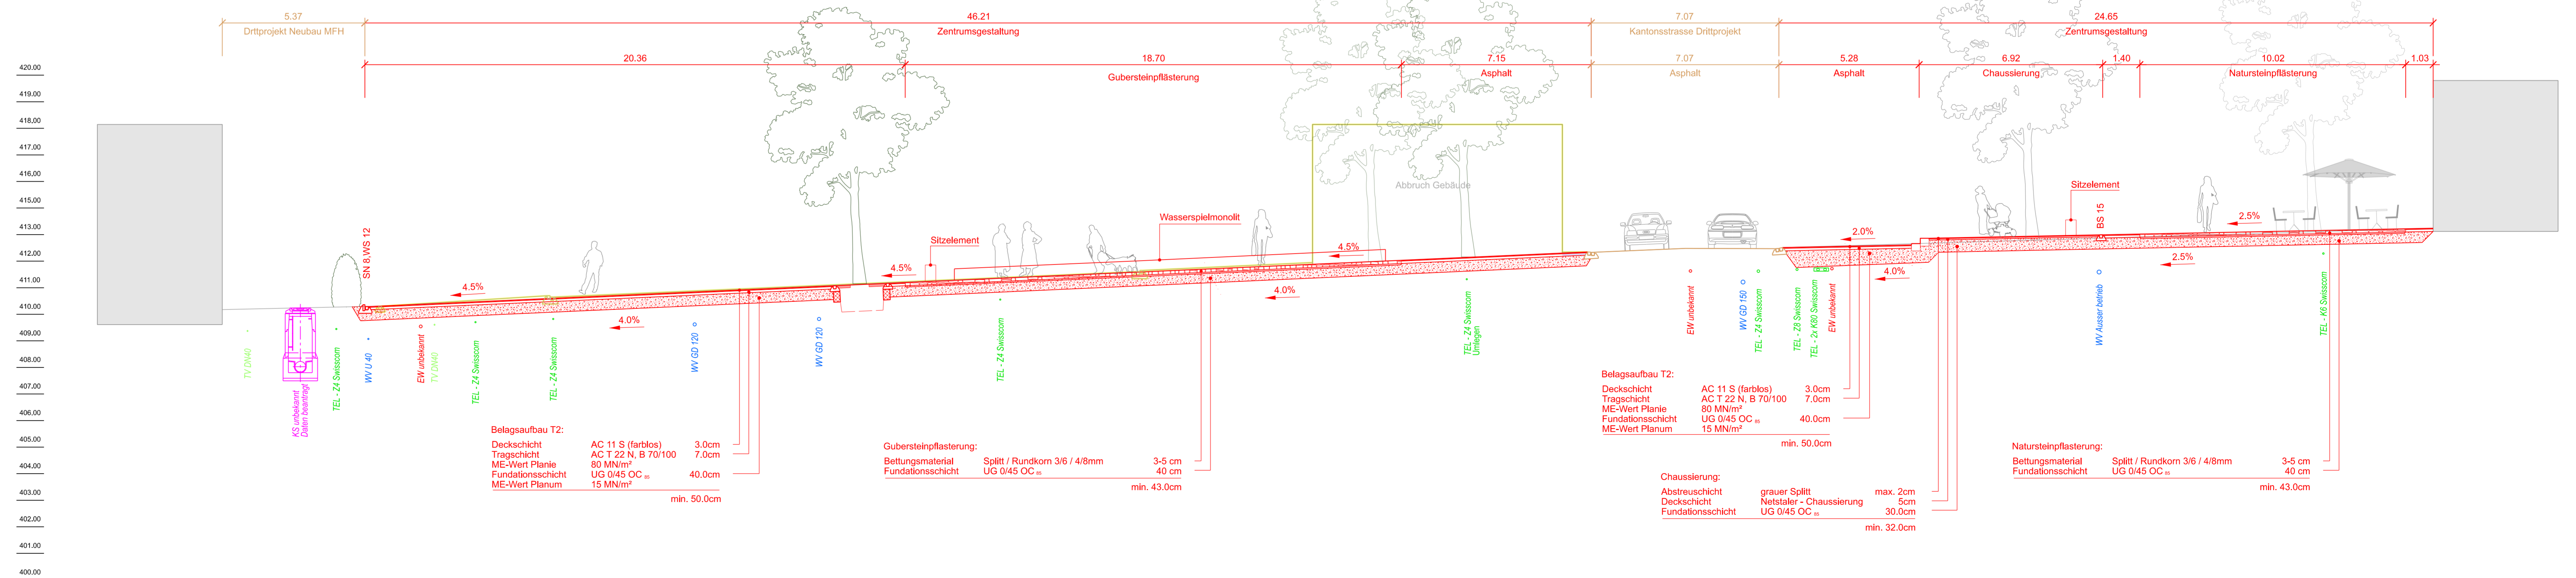 5.37
46.21
7.07
24.65
Drttprojekt Neubau MFH
Zentrumsgestaltung
Kantonsstrasse Drittprojekt
Zentrumsgestaltung
20.36
18.70
7.15
7.07
5.28
6.92
1.40
10.02
1.03
Gubersteinpflästerung
Asphalt
Asphalt
Asphalt
Chaussierung
Natursteinpflästerung
420.00
419.00
418.00
417.00
416.00
415.00
413.00
412.00
411.00
410.00
409.00
408.00
407.00
406.00
405.00
404.00
403.00
402.00
401.00
400.00
Abbruch Gebäude
Wasserspielmonolit
Sitzelement
Sitzelement
SN 8,WS 12
BS 15
4.5%
4.5%
4.5%
2.0%
2.5%
4.0%
4.0%
4.0%
2.5%
TV DN40
KS unbekannt
Daten beantragt
TEL - Z4 Swisscom
WV U 40
EW unbekannt
TV DN40
TEL - Z4 Swisscom
TEL - Z4 Swisscom
WV GD 120
WV GD 120
TEL - Z4 Swisscom
TEL - Z4 Swisscom
Umlegen
EW unbekannt
WV GD 150
TEL - Z4 Swisscom
TEL - Z8 Swisscom
TEL - 2x K80 Swisscom
EW unbekannt
WV Ausser betrieb
TEL - K6 Swisscom
Belagsaufbau T2:
Deckschicht AC 11 S (farblos) 3.0cm
Tragschicht AC T 22 N, B 70/100 7.0cm
ME-Wert Planie 80 MN/m²
Fundationsschicht UG 0/45 OC 85 40.0cm
ME-Wert Planum 15 MN/m²
min. 50.0cm
Gubersteinpflasterung:
Bettungsmaterial Splitt / Rundkorn 3/6 / 4/8mm 3-5 cm
Fundationsschicht UG 0/45 OC 85 40 cm
min. 43.0cm
Belagsaufbau T2:
Deckschicht AC 11 S (farblos) 3.0cm
Tragschicht AC T 22 N, B 70/100 7.0cm
ME-Wert Planie 80 MN/m²
Fundationsschicht UG 0/45 OC 85 40.0cm
ME-Wert Planum 15 MN/m²
min. 50.0cm
Chaussierung:
Abstreuschicht grauer Splitt max. 2cm
Deckschicht Netstaler - Chaussierung 5cm
Fundationsschicht UG 0/45 OC 85 30.0cm
min. 32.0cm
Natursteinpflasterung:
Bettungsmaterial Splitt / Rundkorn 3/6 / 4/8mm 3-5 cm
Fundationsschicht UG 0/45 OC 85 40 cm
min. 43.0cm